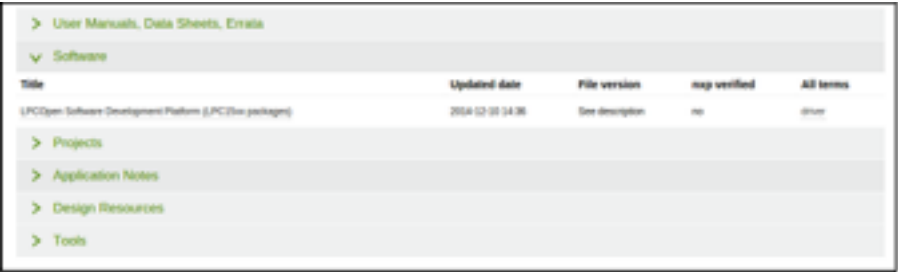 User Manuals, Data Sheets, Errata
Software
Title Updated date File version nxp verified All terms
LPCOpen Software Development Platform (LPC15xx packages) 2014-12-10 14:36 See description no driver
Projects
Application Notes
Design Resources
Tools